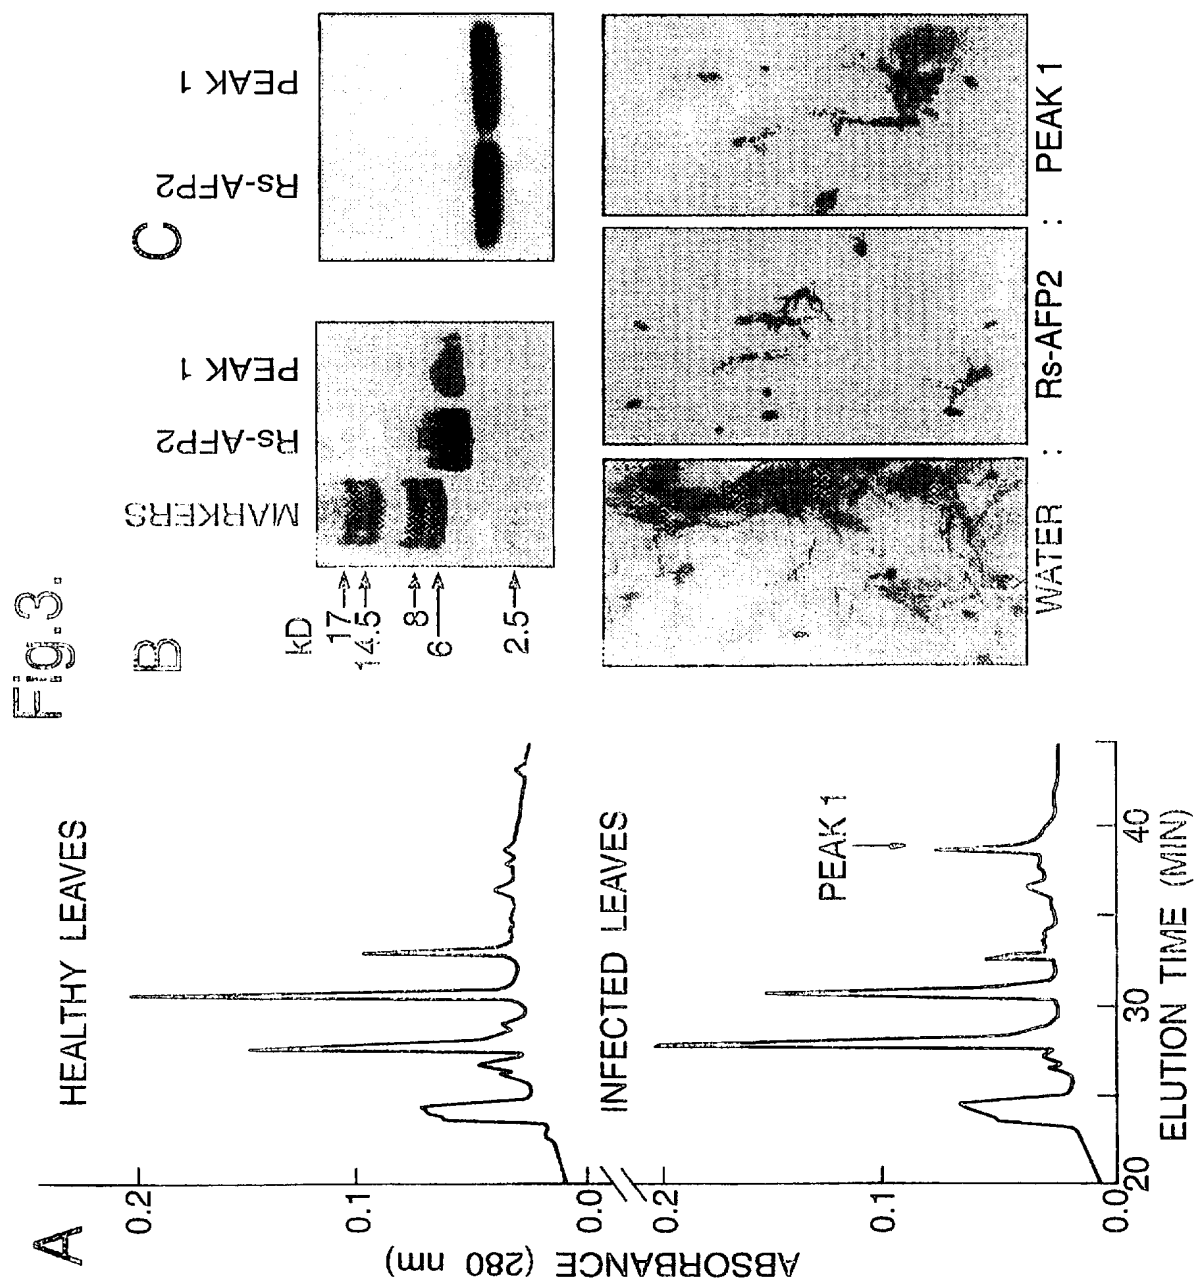 Fig.3.
A
HEALTHY LEAVES
INFECTED LEAVES
PEAK 1
ABSORBANCE (280 nm)
0.2
0.1
0.0
0.2
0.1
0.0
20
30
40
ELUTION TIME (MIN)
B
MARKERS
Rs-AFP2
PEAK 1
kD
17
14.5
8
6
2.5
C
Rs-AFP2
PEAK 1
WATER : Rs-AFP2 : PEAK 1